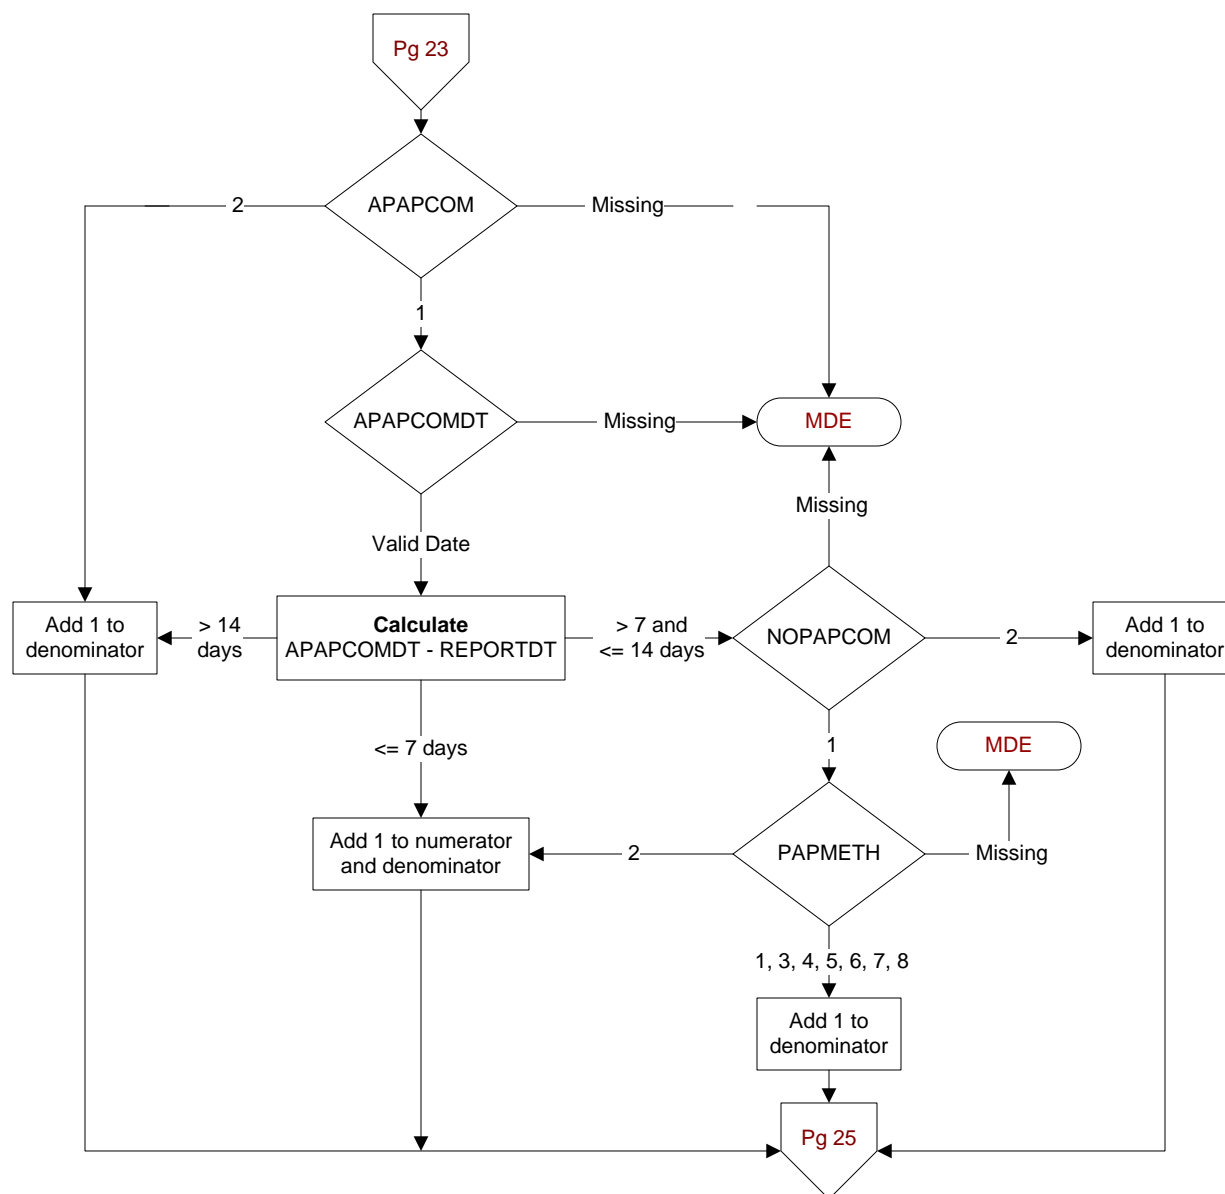 Pg 23
APAPCOM
2
Missing
1
APAPCOMDT
Missing
MDE
Missing
Valid Date
Add 1 to
denominator
> 14
days
Calculate
APAPCOMDT - REPORTDT
> 7 and
<= 14 days
NOPAPCOM
2
Add 1 to
denominator
<= 7 days
1
MDE
Add 1 to numerator
and denominator
2
PAPMETH
Missing
1, 3, 4, 5, 6, 7, 8
Add 1 to
denominator
Pg 25